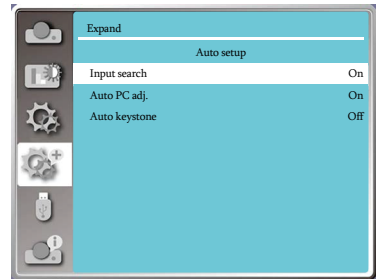 Expand
Auto setup
Input search On
Auto PC adj. On
Auto keystone Off